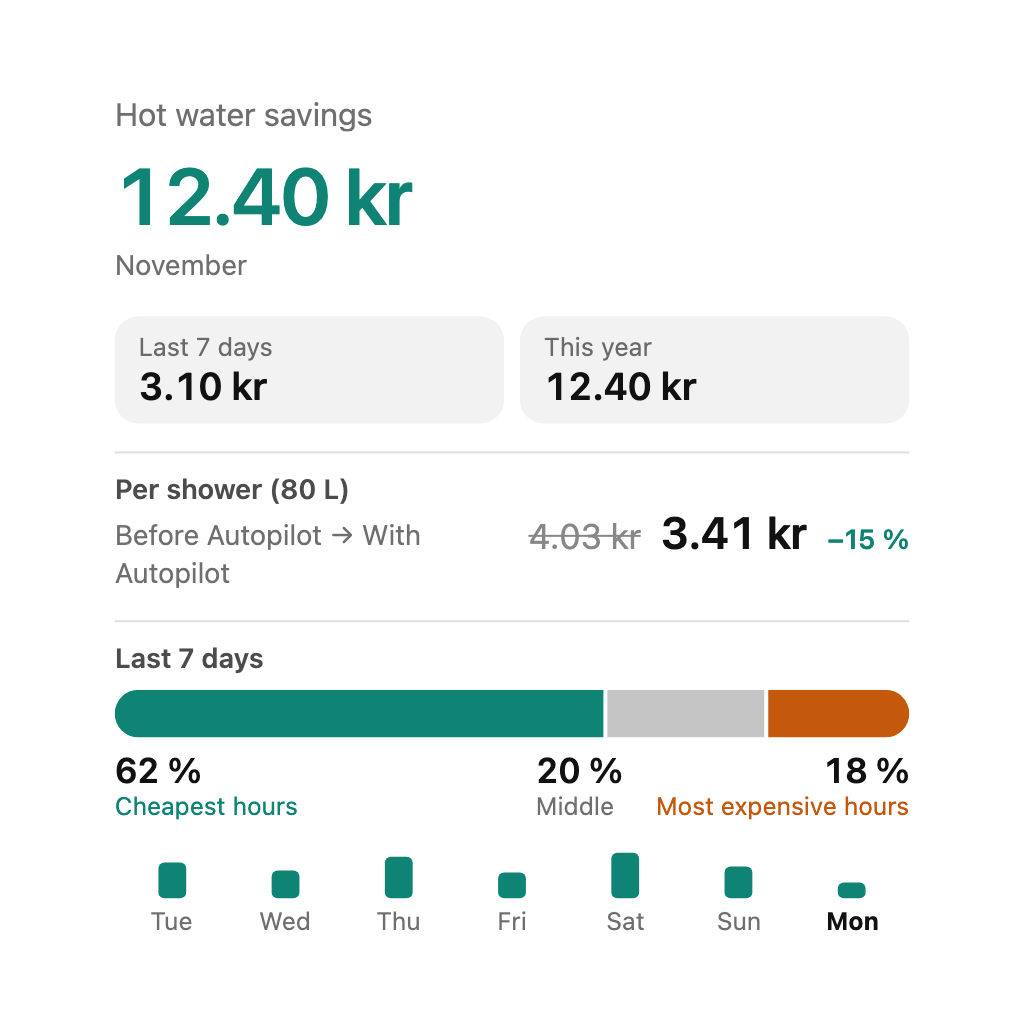 Hot water savings
12.40 kr
November
Last 7 days
3.10 kr
This year
12.40 kr
Per shower (80 L)
Before Autopilot → With
Autopilot
4.03 kr 3.41 kr −15 %
Last 7 days
62 % 20 % 18 %
Cheapest hours Middle Most expensive hours
Tue Wed Thu Fri Sat Sun Mon